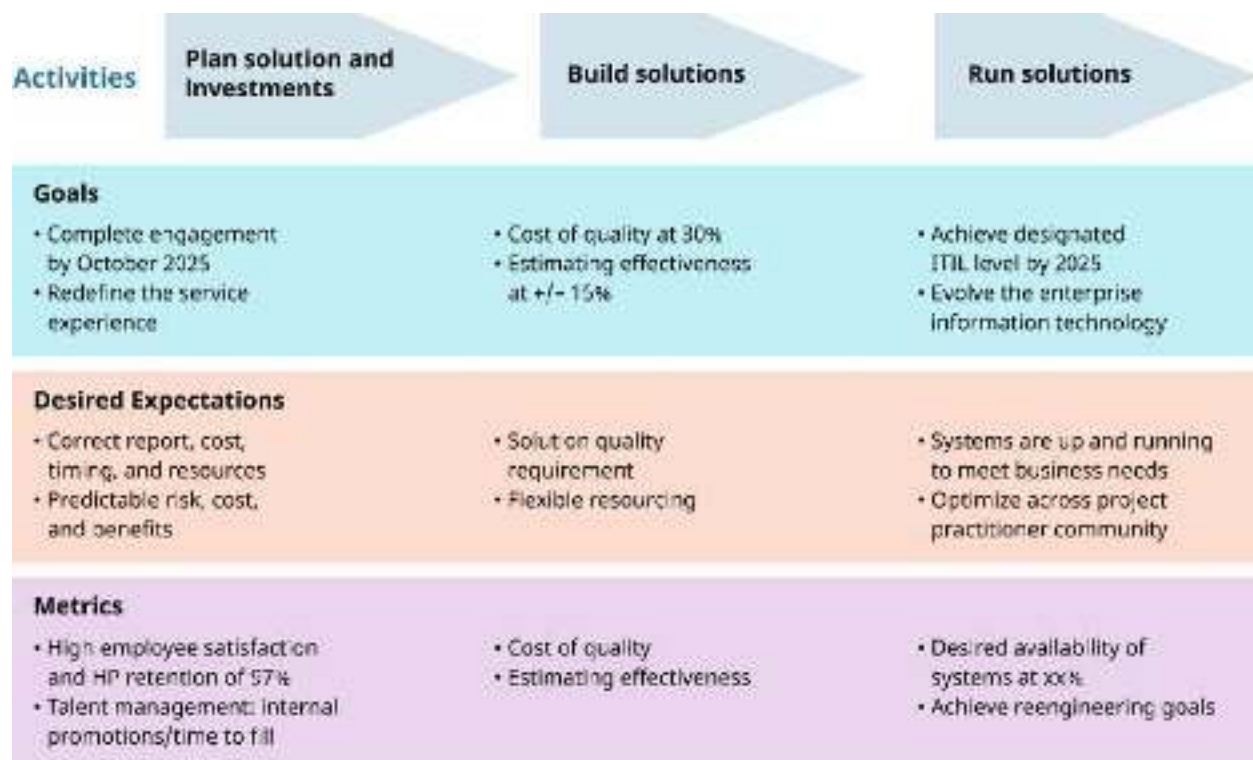 Activities
Plan solution and
Investments
Build solutions
Run solutions
Goals
• Complete engagement
by October 2025
• Redefine the service
experience
• Cost of quality at 30%
• Estimating effectiveness
at +/- 15%
• Achieve designated
ITIL level by 2025
• Evolve the enterprise
information technology
Desired Expectations
• Correct report, cost,
timing, and resources
• Predictable risk, cost,
and benefits
• Solution quality
requirement
• Flexible resourcing
• Systems are up and running
to meet business needs
• Optimize across project
practitioner community
Metrics
• High employee satisfaction
and HP retention of
• Talent management: internal
promotions/time to fill
• Cost of quality
• Estimating effectiveness
• Desired availability of
systems at xx%
• Achieve reengineering goals